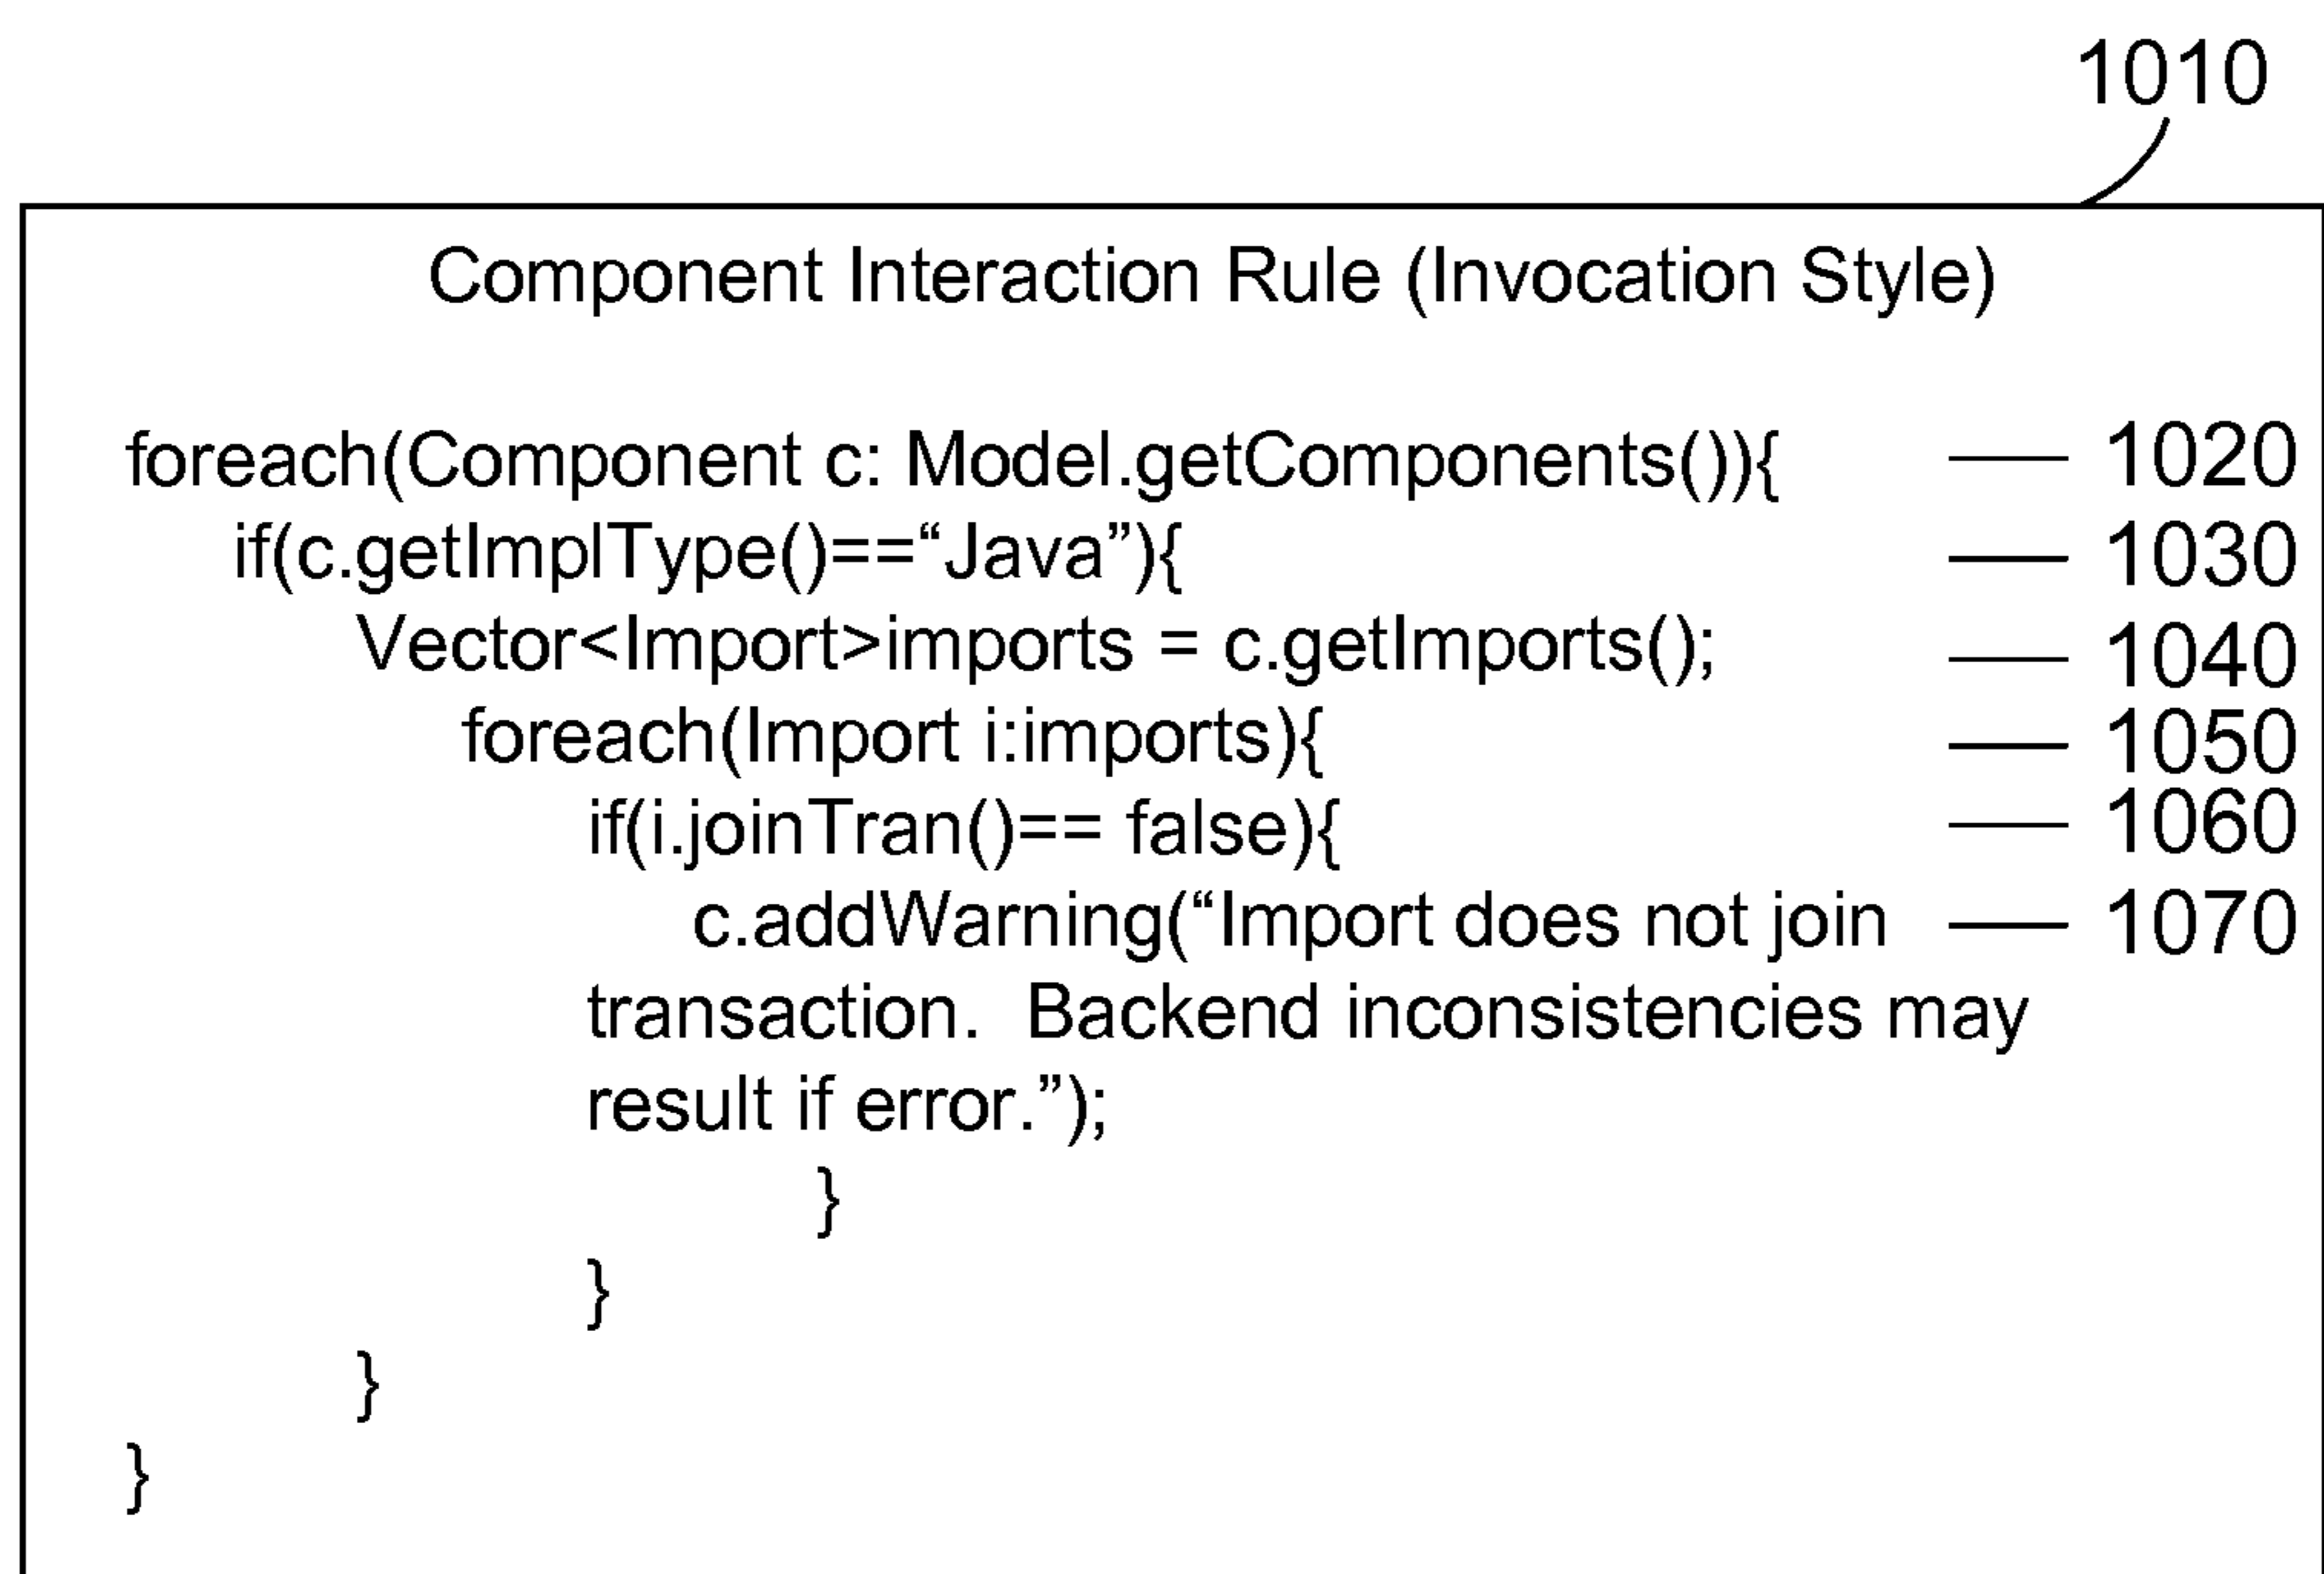 1010
Component Interaction Rule (Invocation Style)
foreach(Component c: Model.getComponents()){ 1020
if(c.getImplType()==“Java”){ 1030
Vector<Import>imports = c.getImports(); 1040
foreach(Import i:imports){ 1050
if(i.joinTran()== false){ 1060
c.addWarning(“Import does not join 1070
transaction. Backend inconsistencies may
result if error.”);
}
}
}
}